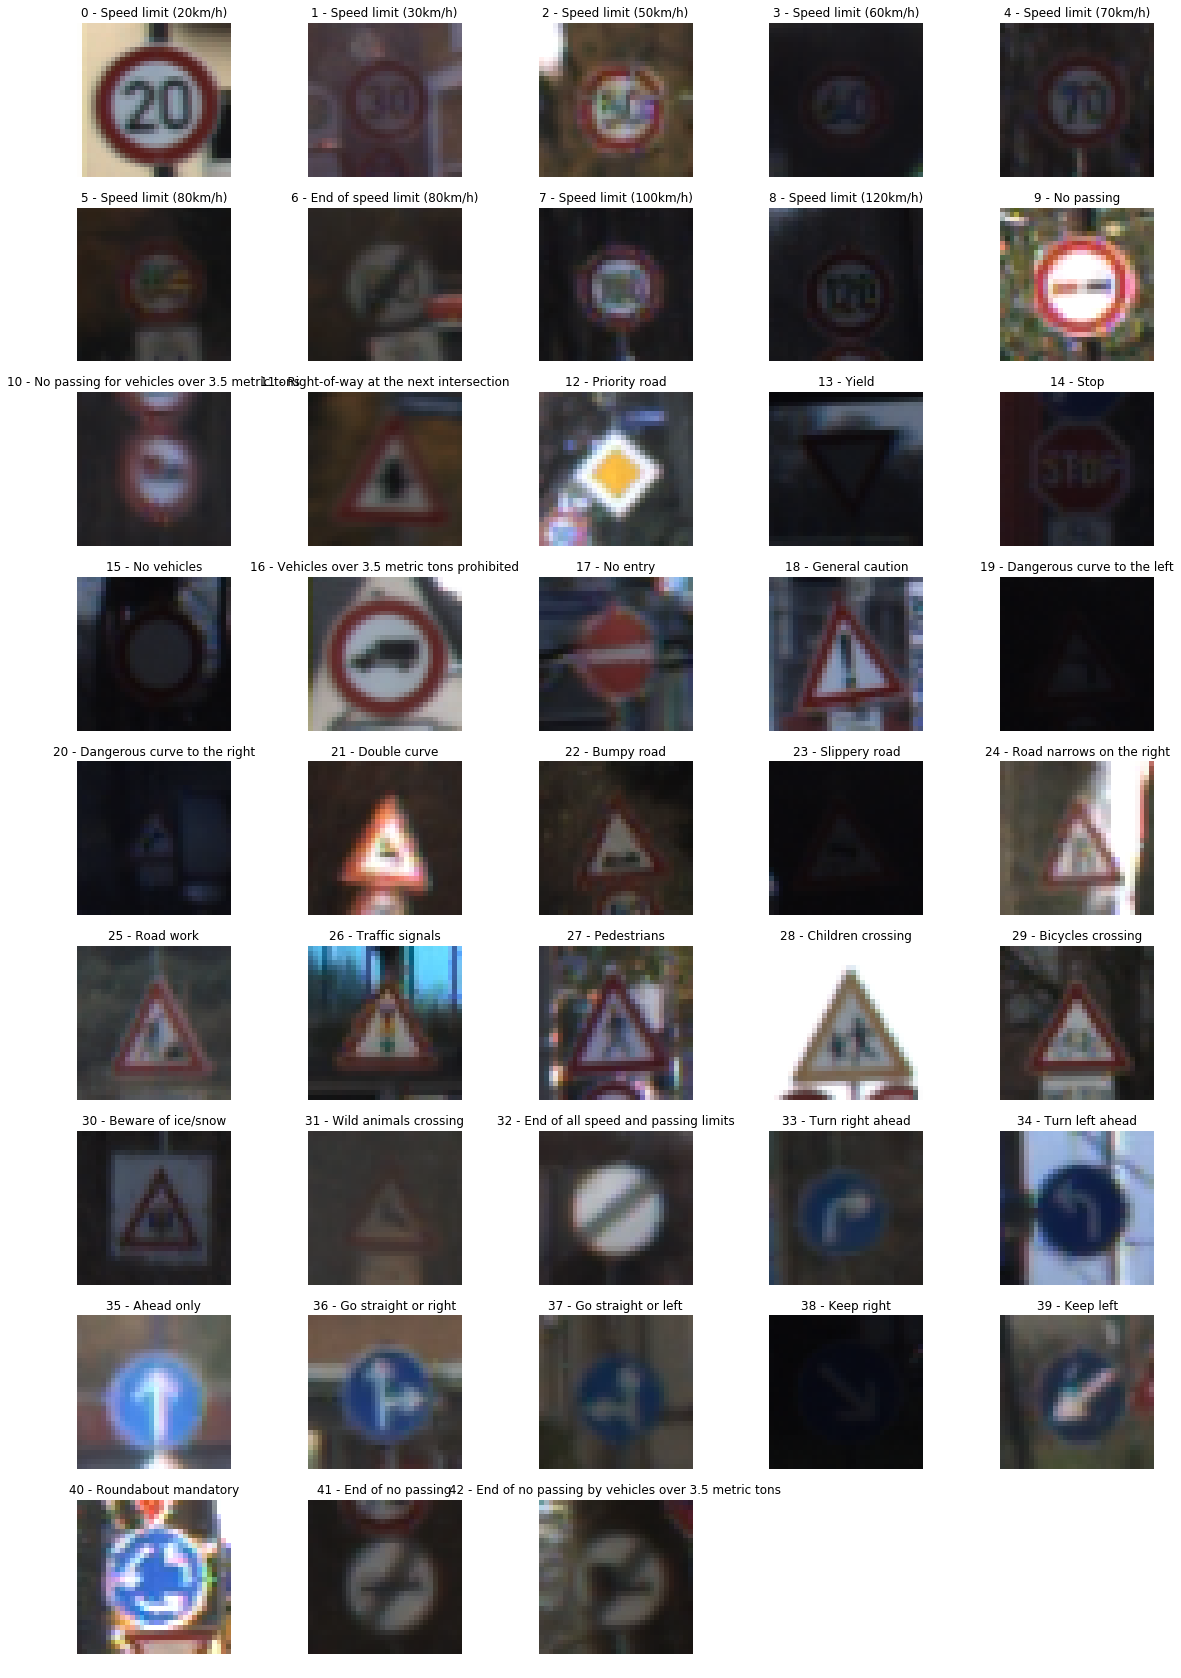 0 - Speed limit (20km/h)
1 - Speed limit (30km/h)
2 - Speed limit (50km/h)
3 - Speed limit (60km/h)
4 - Speed limit (70km/h)
20
30
60
70
5 - Speed limit (80km/h)
6 - End of speed limit (80km/h)
7 - Speed limit (100km/h)
8 - Speed limit (120km/h)
9 - No passing
120
10 - No passing for vehicles over 3.5 metric tons
11 - Right-of-way at the next intersection
12 - Priority road
13 - Yield
14 - Stop
STOP
15 - No vehicles
16 - Vehicles over 3.5 metric tons prohibited
17 - No entry
18 - General caution
19 - Dangerous curve to the left
20 - Dangerous curve to the right
21 - Double curve
22 - Bumpy road
23 - Slippery road
24 - Road narrows on the right
25 - Road work
26 - Traffic signals
27 - Pedestrians
28 - Children crossing
29 - Bicycles crossing
30 - Beware of ice/snow
31 - Wild animals crossing
32 - End of all speed and passing limits
33 - Turn right ahead
34 - Turn left ahead
35 - Ahead only
36 - Go straight or right
37 - Go straight or left
38 - Keep right
39 - Keep left
40 - Roundabout mandatory
41 - End of no passing
42 - End of no passing by vehicles over 3.5 metric tons